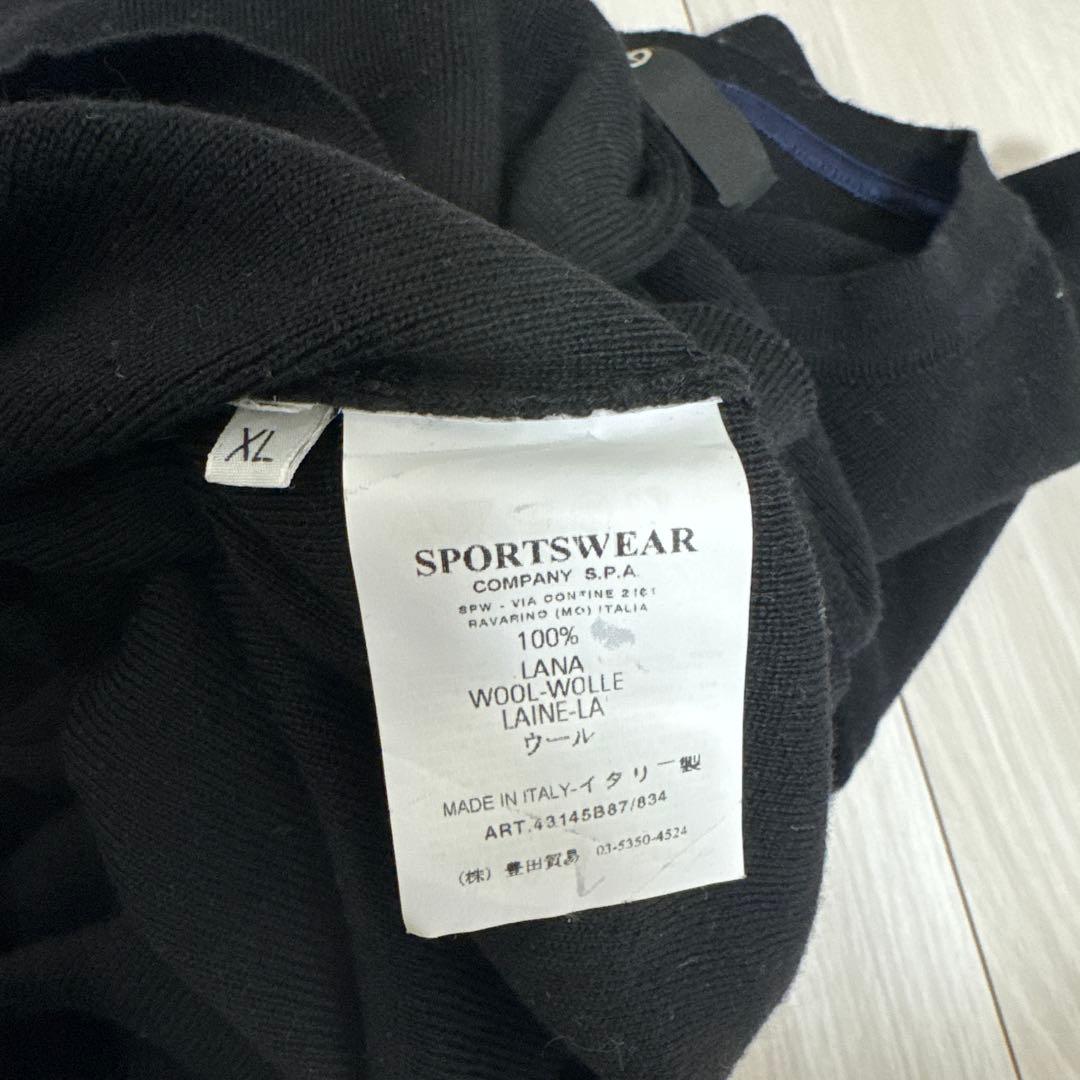 XL
SPORTSWEAR
COMPANY S.P.A.
SPW - VIA CONFINE 2161
RAVARINO (MO) ITALIA
100%
LANA
WOOL-WOLLE
LAINE-LA
ウール
MADE IN ITALY-イタリー製
ART.43145B87/834
(株) 豊田貿易 03-5350-4524